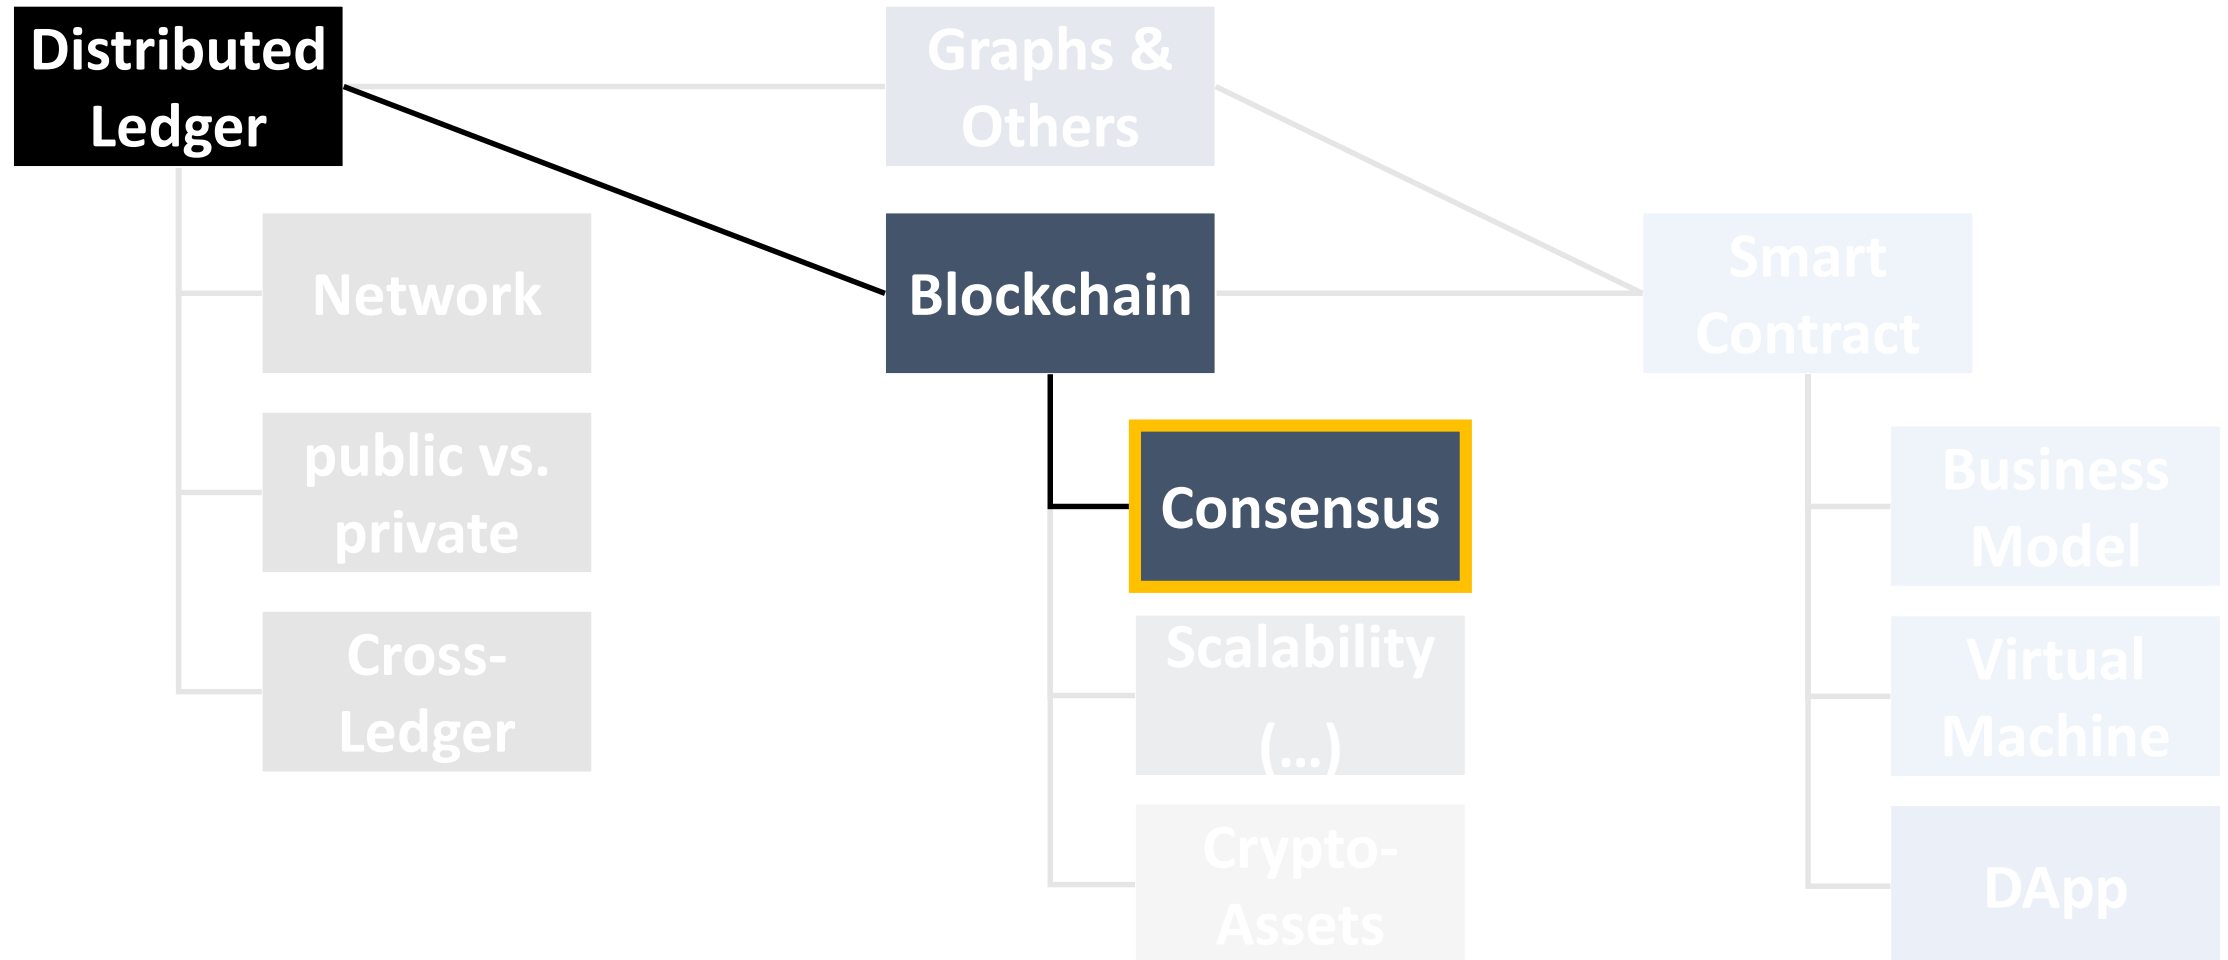 Distributed
Ledger
Graphs &
Others
Network
Blockchain
Smart
Contract
public vs.
private
Consensus
Business
Model
Cross-
Ledger
Scalability
(...)
Virtual
Machine
Crypto-
Assets
DApp